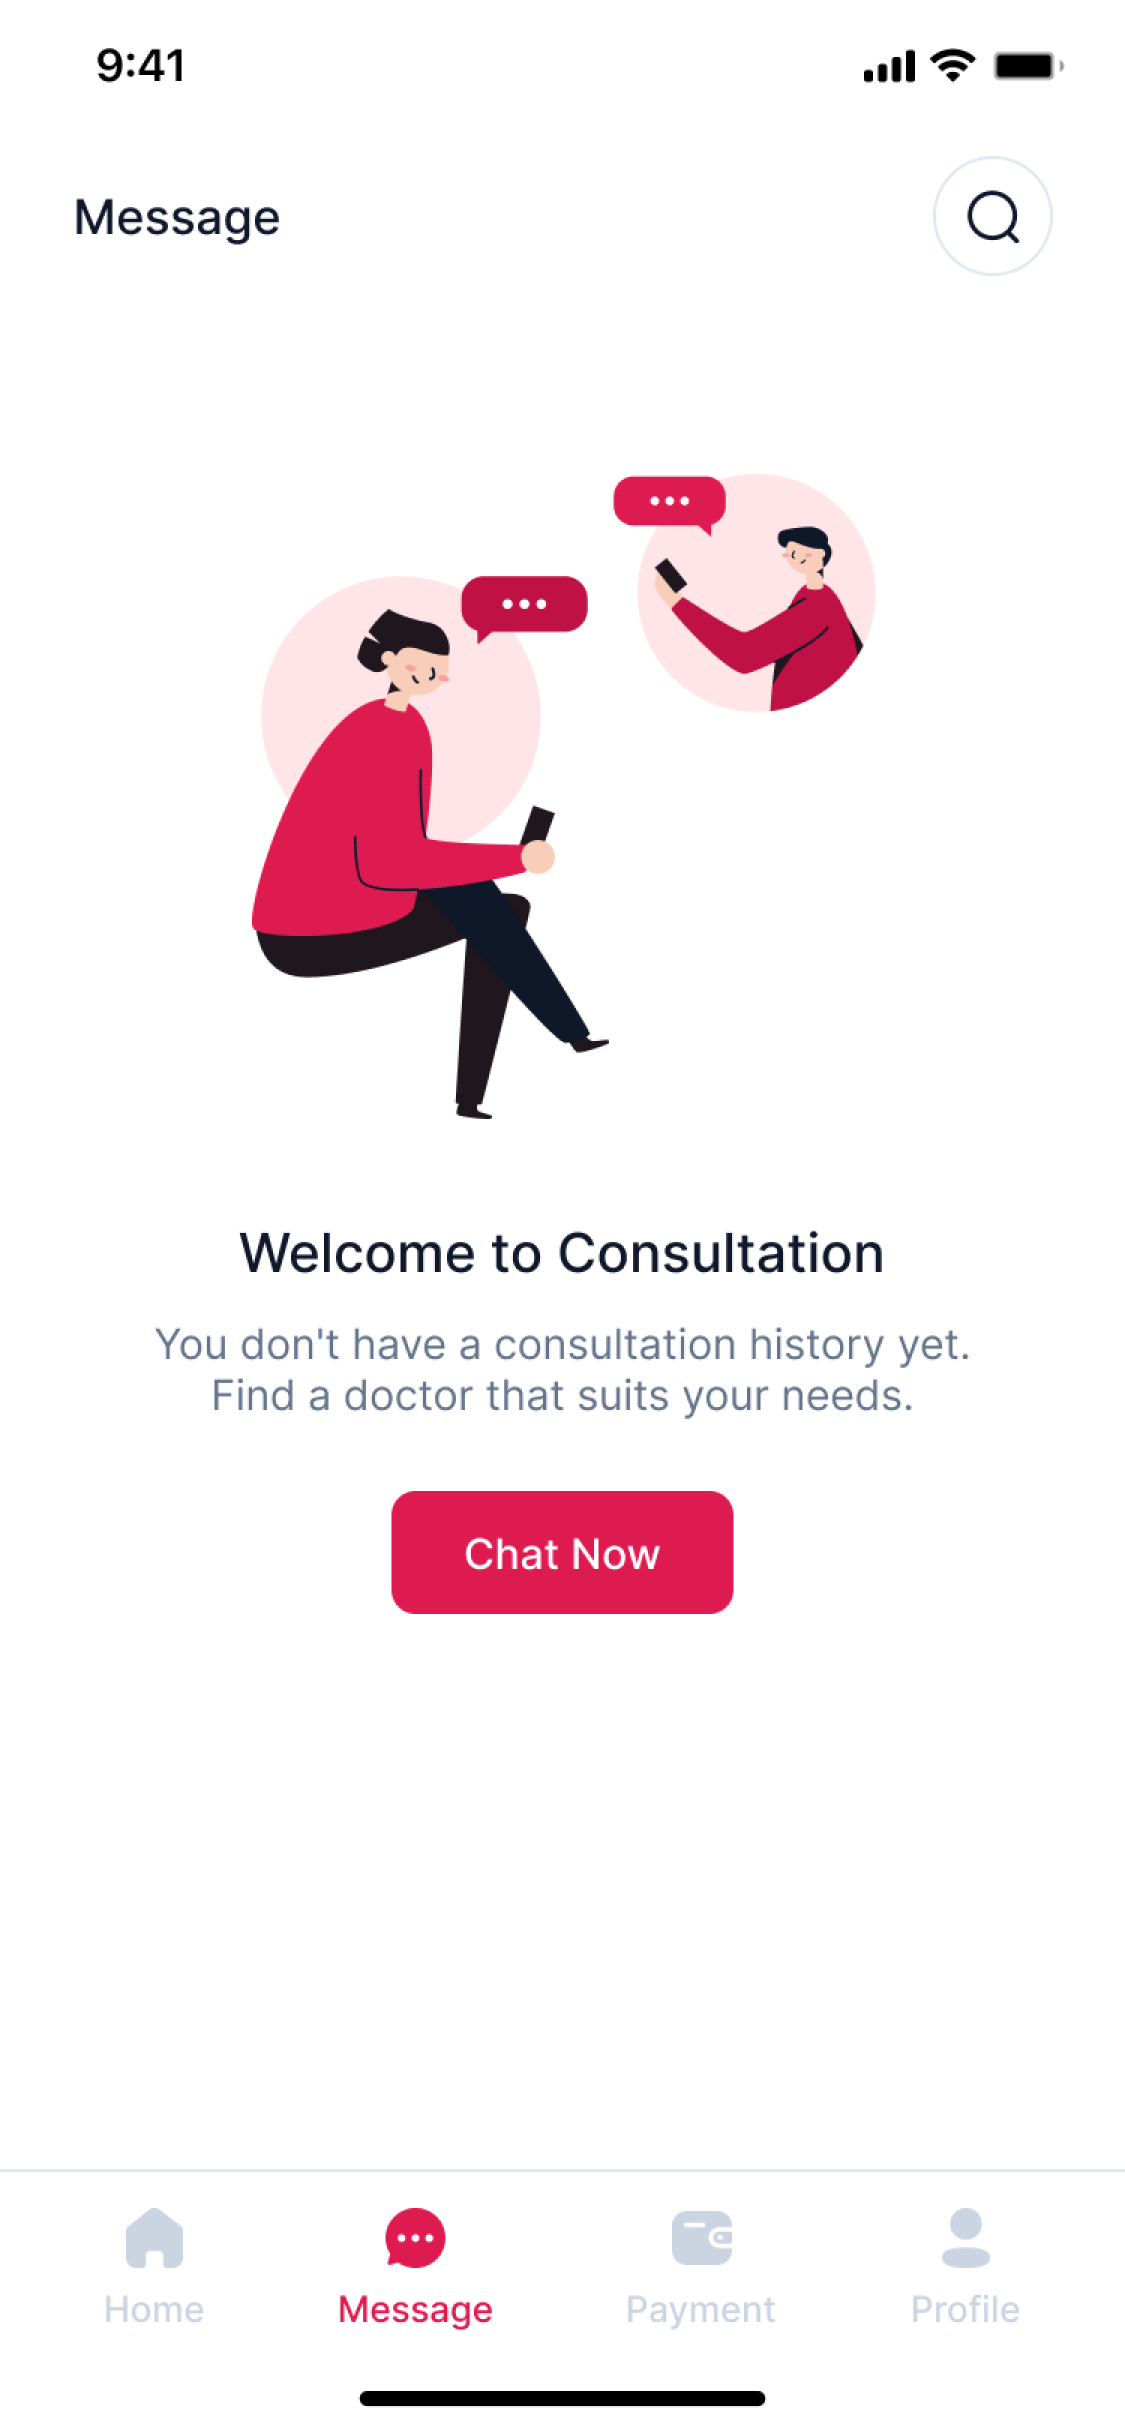 9:41
Message
Welcome to Consultation
You don't have a consultation history yet.
Find a doctor that suits your needs.
Chat Now
Home
Message
Payment
Profile